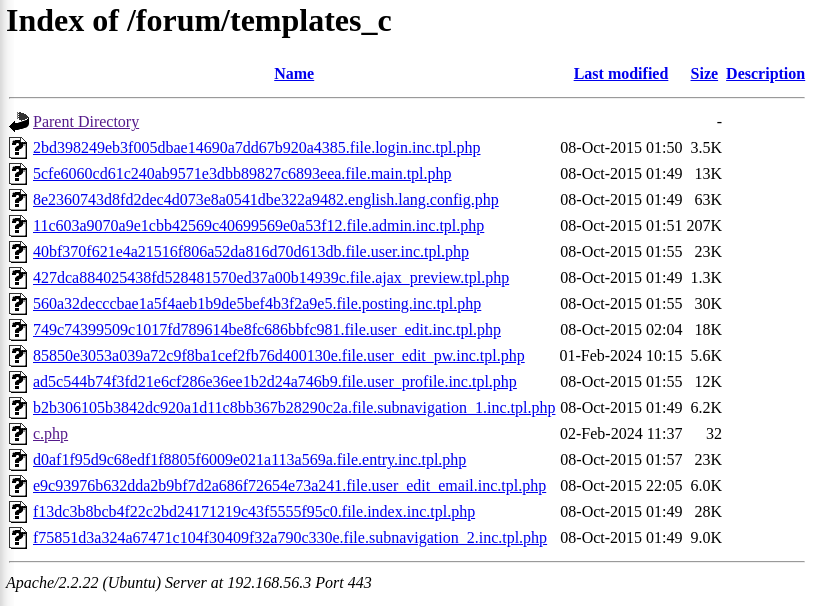 Index of /forum/templates_c
Name Last modified Size Description
Parent Directory -
2bd398249eb3f005dbae14690a7dd67b920a4385.file.login.inc.tpl.php 08-Oct-2015 01:50 3.5K
5cfe6060cd61c240ab9571e3dbb89827c6893eea.file.main.tpl.php 08-Oct-2015 01:49 13K
8e2360743d8fd2dec4d073e8a0541dbe322a9482.english.lang.config.php 08-Oct-2015 01:49 63K
11c603a9070a9e1cbb42569c40699569e0a53f12.file.admin.inc.tpl.php 08-Oct-2015 01:51 207K
40bf370f621e4a21516f806a52da816d70d613db.file.user.inc.tpl.php 08-Oct-2015 01:55 23K
427dca884025438fd528481570ed37a00b14939c.file.ajax_preview.tpl.php 08-Oct-2015 01:49 1.3K
560a32decccbae1a5f4aeb1b9de5bef4b3f2a9e5.file.posting.inc.tpl.php 08-Oct-2015 01:55 30K
749c74399509c1017fd789614be8fc686bbfc981.file.user_edit.inc.tpl.php 08-Oct-2015 02:04 18K
85850e3053a039a72c9f8ba1cef2fb76d400130e.file.user_edit_pw.inc.tpl.php 01-Feb-2024 10:15 5.6K
ad5c544b74f3fd21e6cf286e36ee1b2d24a746b9.file.user_profile.inc.tpl.php 08-Oct-2015 01:55 12K
b2b306105b3842dc920a1d11c8bb367b28290c2a.file.subnavigation_1.inc.tpl.php 08-Oct-2015 01:49 6.2K
c.php 02-Feb-2024 11:37 32
d0af1f95d9c68edf1f8805f6009e021a113a569a.file.entry.inc.tpl.php 08-Oct-2015 01:57 23K
e9c93976b632dda2b9bf7d2a686f72654e73a241.file.user_edit_email.inc.tpl.php 08-Oct-2015 22:05 6.0K
f13dc3b8bcb4f22c2bd24171219c43f5555f95c0.file.index.inc.tpl.php 08-Oct-2015 01:49 28K
f75851d3a324a67471c104f30409f32a790c330e.file.subnavigation_2.inc.tpl.php 08-Oct-2015 01:49 9.0K
Apache/2.2.22 (Ubuntu) Server at 192.168.56.3 Port 443